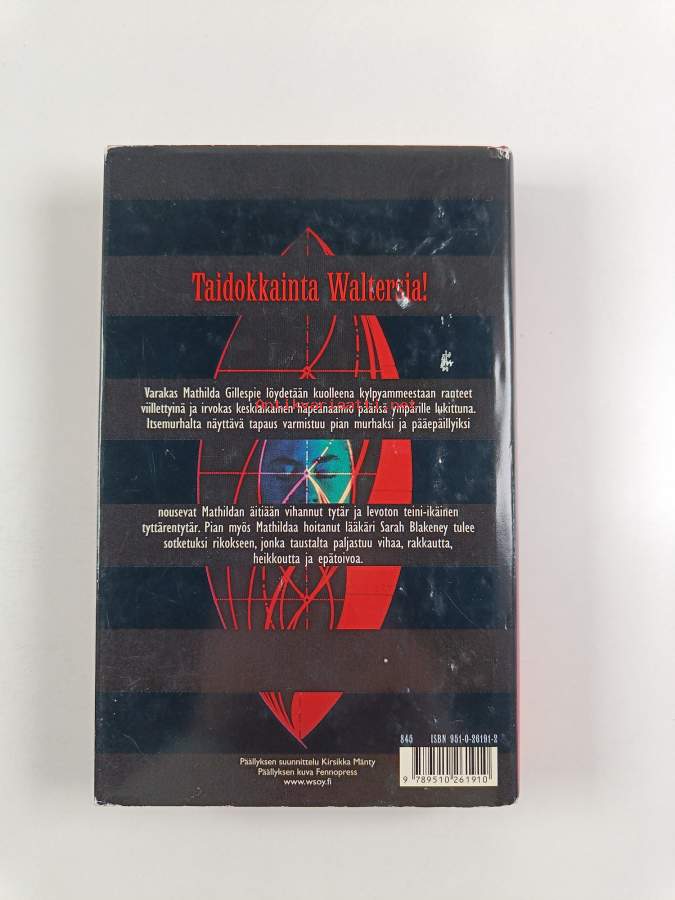 Taidokkainta Waltersia!
Varakas Mathilda Gillespie löydetään kuolleena kylpyammeestaan ranteet
viillettyinä ja irvokas keskiaikainen häpeänaamio päänsä ympärille lukittuna.
Antikvariaatti.net
Itsemurhalta näyttävä tapaus varmistuu pian murhaksi ja pääepäillyiksi
nousevat Mathildan äitiään vihannut tytär ja levoton teini-ikäinen
tyttärentytär. Pian myös Mathildaa hoitanut lääkäri Sarah Blakeney tulee
sotketuksi rikokseen, jonka taustalta paljastuu vihaa, rakkautta,
heikkoutta ja epätoivoa.
845 ISBN 951-0-26191-2
Päällyksen suunnittelu Kirsikka Mänty
Päällyksen kuva Fennopress
www.wsoy.fi
9 789510 261910